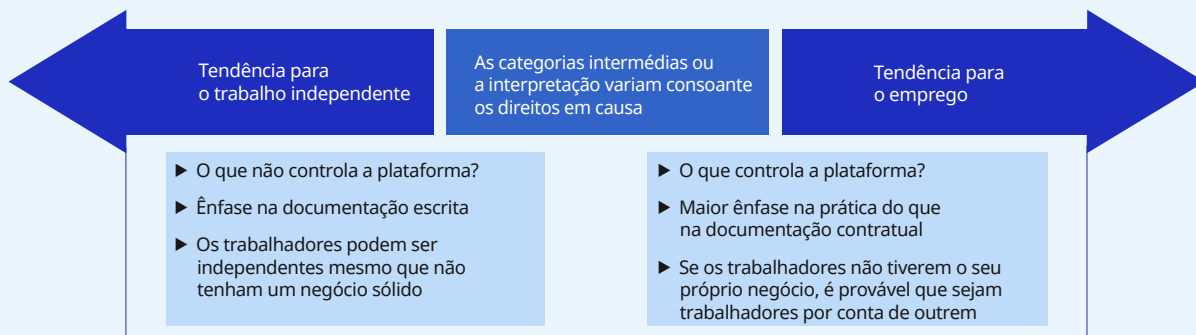 Tendência para
o trabalho independente
As categorias intermédias ou
a interpretação variam consoante
os direitos em causa
Tendência para
o emprego
▶ O que não controla a plataforma?
▶ Ênfase na documentação escrita
▶ Os trabalhadores podem ser
independentes mesmo que não
tenham um negócio sólido
▶ O que controla a plataforma?
▶ Maior ênfase na prática do que
na documentação contratual
▶ Se os trabalhadores não tiverem o seu
próprio negócio, é provável que sejam
trabalhadores por conta de outrem